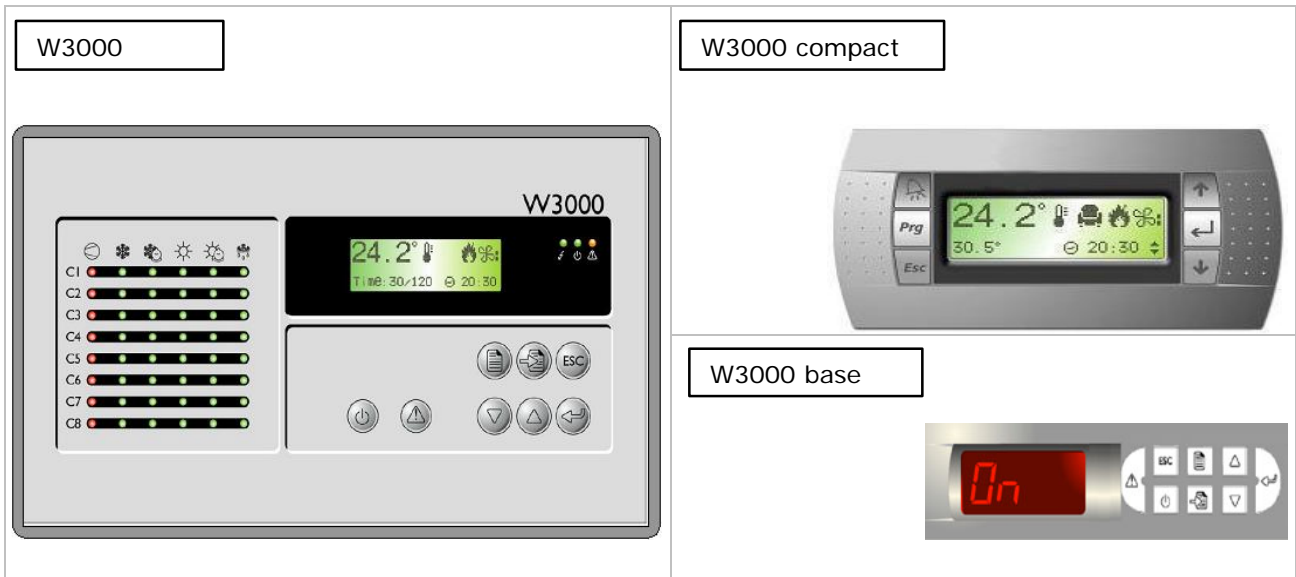 W3000
W3000
24.2°
Time: 30/120 20:30
C1
C2
C3
C4
C5
C6
C7
C8
ESC
W3000 compact
24.2°
Prg
30.5° 20:30
Esc
W3000 base
On
ESC